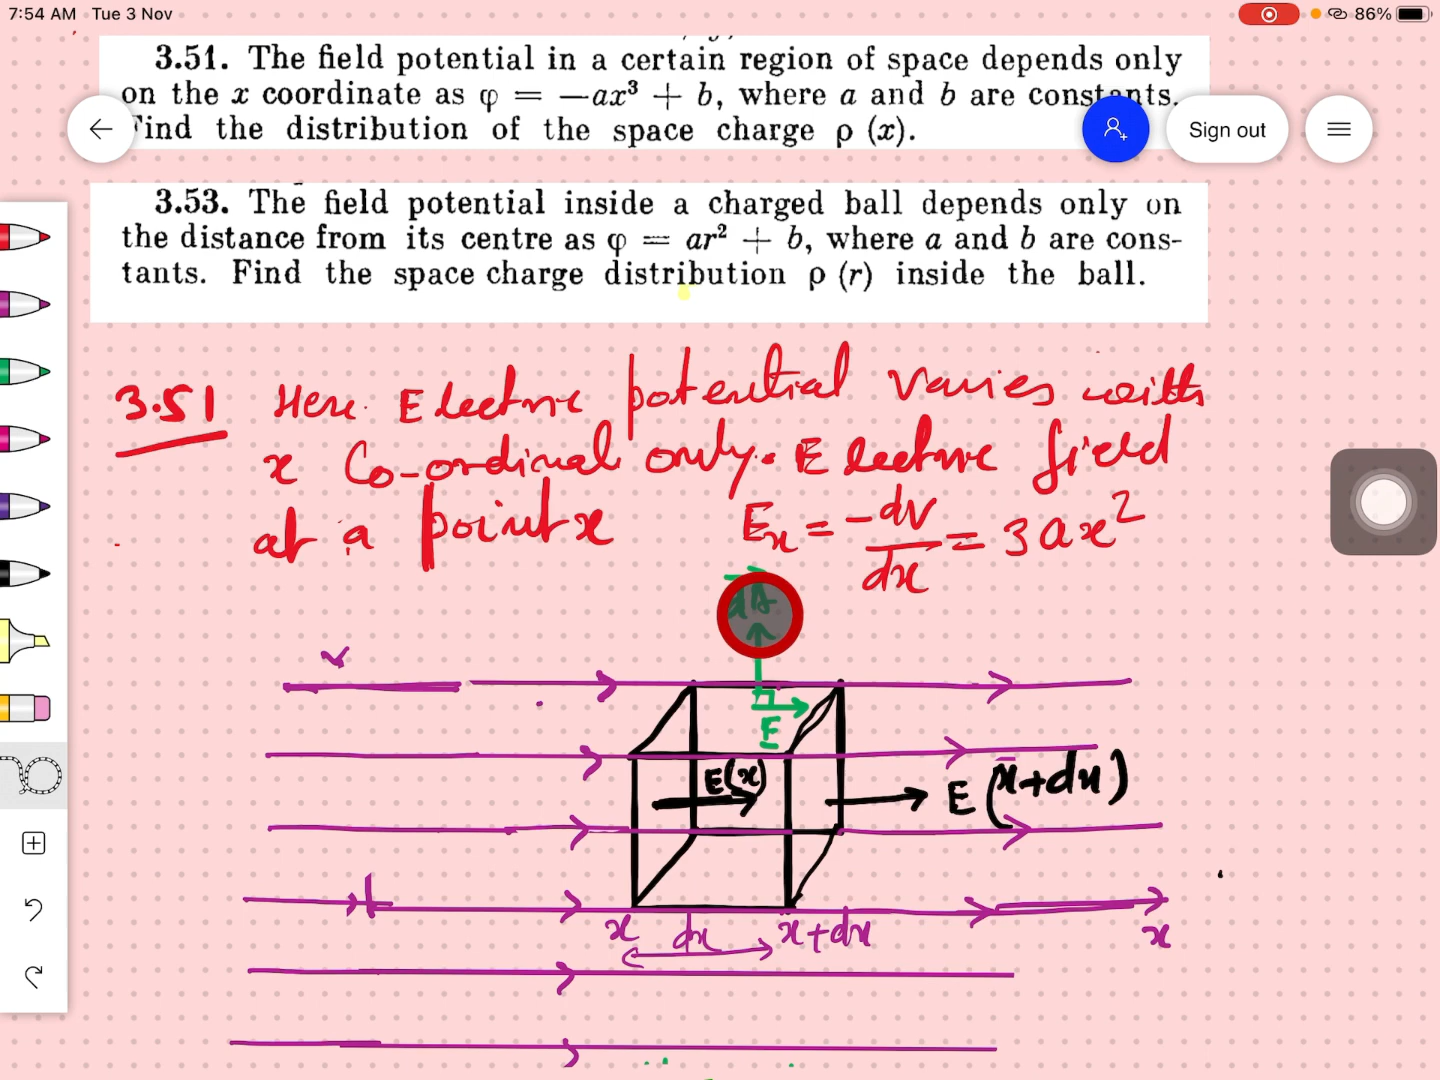 7:54 AM Tue 3 Nov
86%
3.51. The field potential in a certain region of space depends only
on the x coordinate as φ = −ax³ + b, where a and b are constants.
Find the distribution of the space charge ρ (x).
Sign out
3.53. The field potential inside a charged ball depends only on
the distance from its centre as φ = ar² + b, where a and b are cons-
tants. Find the space charge distribution ρ (r) inside the ball.
3.51 Here Electric potential varies with
x Co-ordinal only. Electric field
at a point x Ex = -dV/dx = 3ax²
dA
E
E(x)
E(x+dx)
x dx x+dx
x